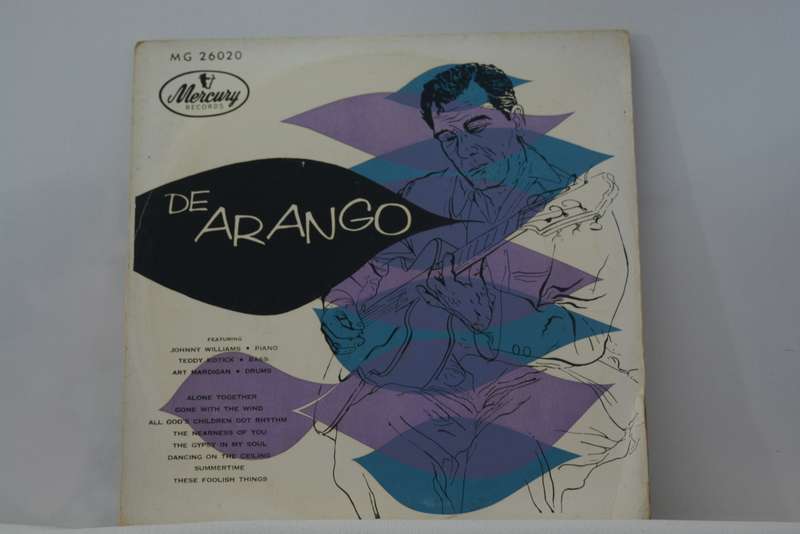 MG 26020
Mercury
RECORDS
DE
ARANGO
FEATURING
JOHNNY WILLIAMS • PIANO
TEDDY KOTICK • BASS
ART MARDIGAN • DRUMS
ALONE TOGETHER
GONE WITH THE WIND
ALL GOD'S CHILDREN GOT RHYTHM
THE NEARNESS OF YOU
THE GYPSY IN MY SOUL
DANCING ON THE CEILING
SUMMERTIME
THESE FOOLISH THINGS